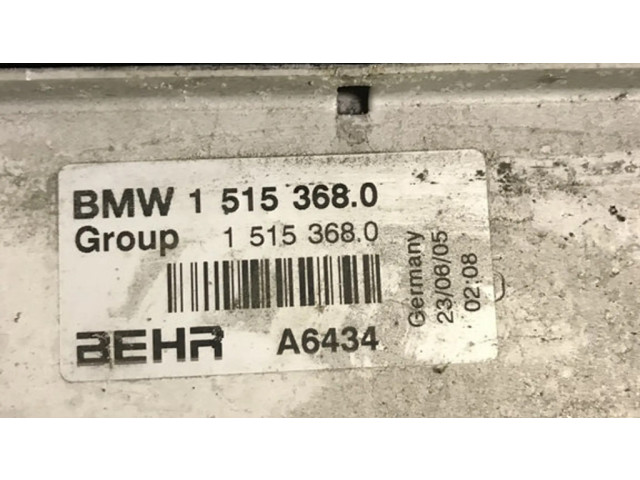 BMW 1 515 368.0
Group 1 515 368.0
BEHR A6434
Germany
23/06/05
02:08